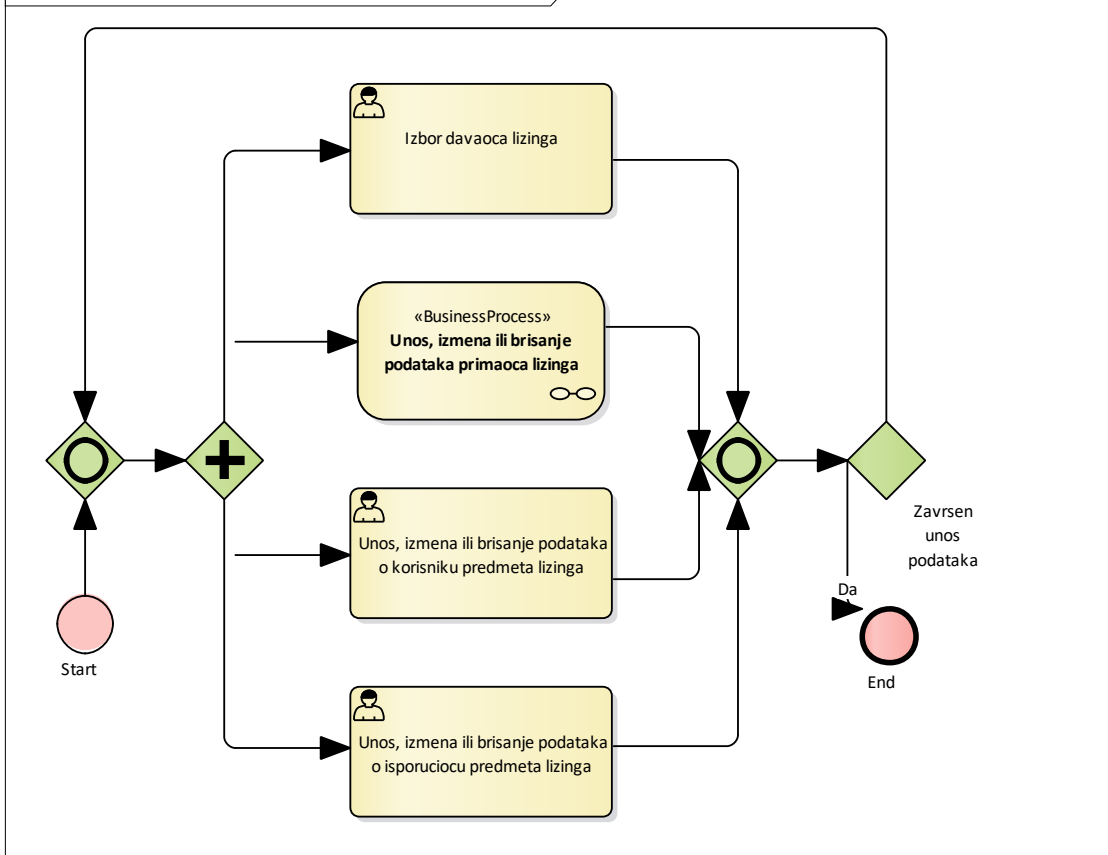 Izbor davaoca lizinga
«BusinessProcess»
Unos, izmena ili brisanje
podataka primaoca lizinga
Unos, izmena ili brisanje podataka
o korisniku predmeta lizinga
Zavrsen
unos
podataka
Da
Start
End
Unos, izmena ili brisanje podataka
o isporuciocu predmeta lizinga